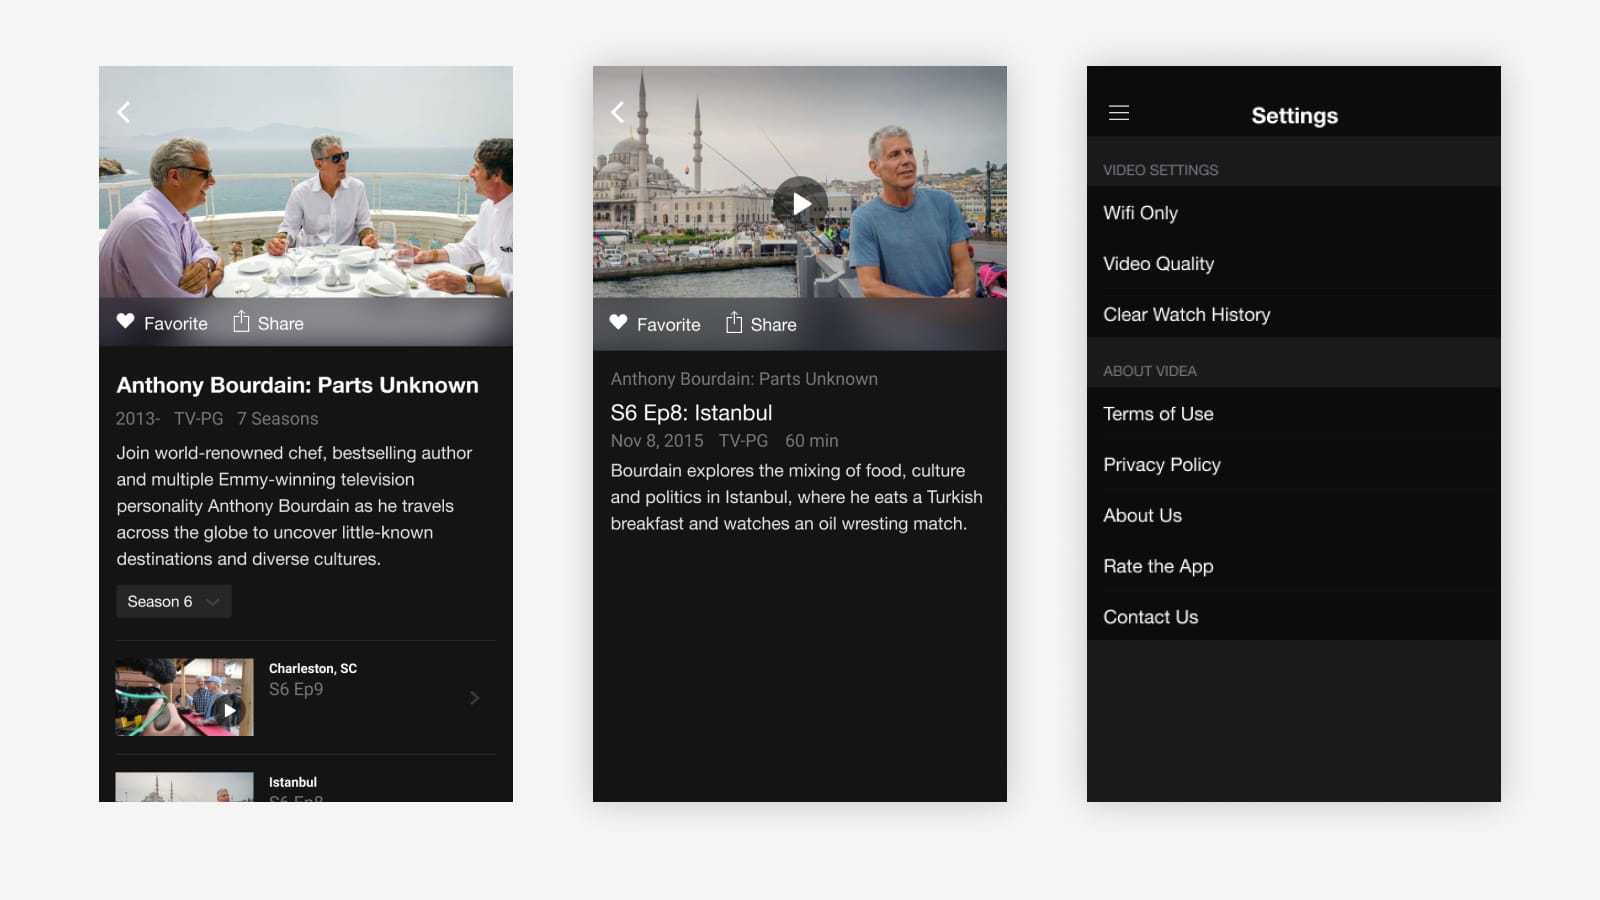 Favorite
Share
Anthony Bourdain: Parts Unknown
2013- TV-PG 7 Seasons
Join world-renowned chef, bestselling author
and multiple Emmy-winning television
personality Anthony Bourdain as he travels
across the globe to uncover little-known
destinations and diverse cultures.
Season 6
Charleston, SC
S6 Ep9
Istanbul
S6 Ep8
Favorite
Share
Anthony Bourdain: Parts Unknown
S6 Ep8: Istanbul
Nov 8, 2015 TV-PG 60 min
Bourdain explores the mixing of food, culture
and politics in Istanbul, where he eats a Turkish
breakfast and watches an oil wresting match.
Settings
VIDEO SETTINGS
Wifi Only
Video Quality
Clear Watch History
ABOUT VIDEA
Terms of Use
Privacy Policy
About Us
Rate the App
Contact Us